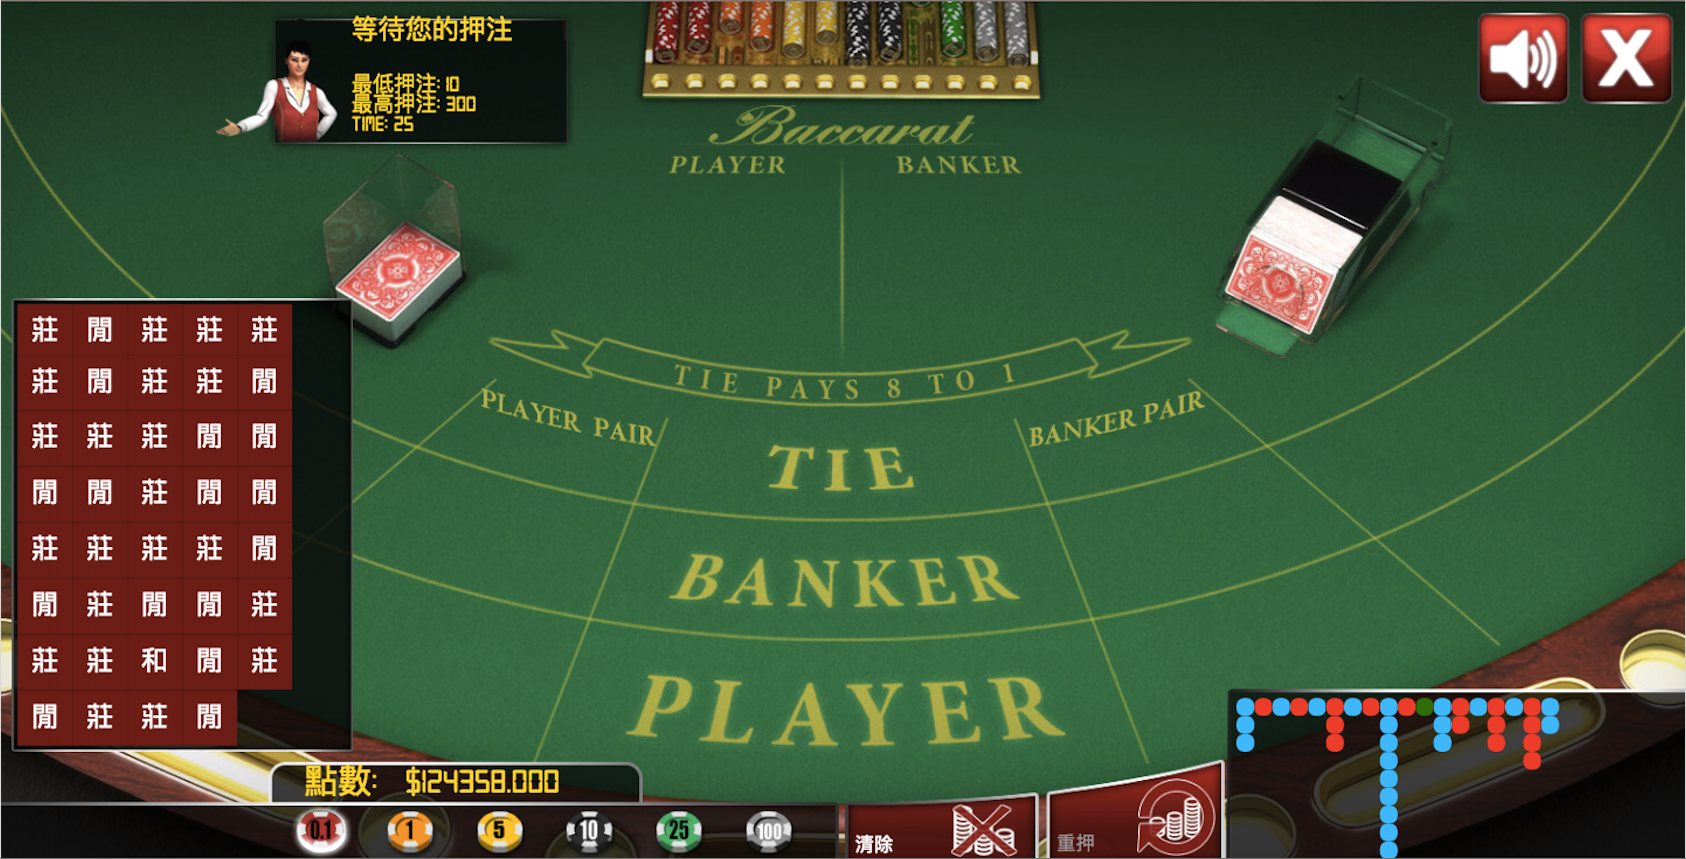 等待您的押注
最低押注: 10
最高押注: 300
TIME: 25
Baccarat
PLAYER BANKER
TIE PAYS 8 TO 1
PLAYER PAIR
BANKER PAIR
TIE
BANKER
PLAYER
莊 閒 莊 莊 莊
莊 閒 莊 莊 閒
莊 莊 莊 閒 閒
閒 閒 莊 閒 閒
莊 莊 莊 莊 閒
閒 莊 閒 閒 莊
莊 莊 和 閒 莊
閒 莊 莊 閒
點數: $124358.000
0.1 1 5 10 25 100
清除
重押
X